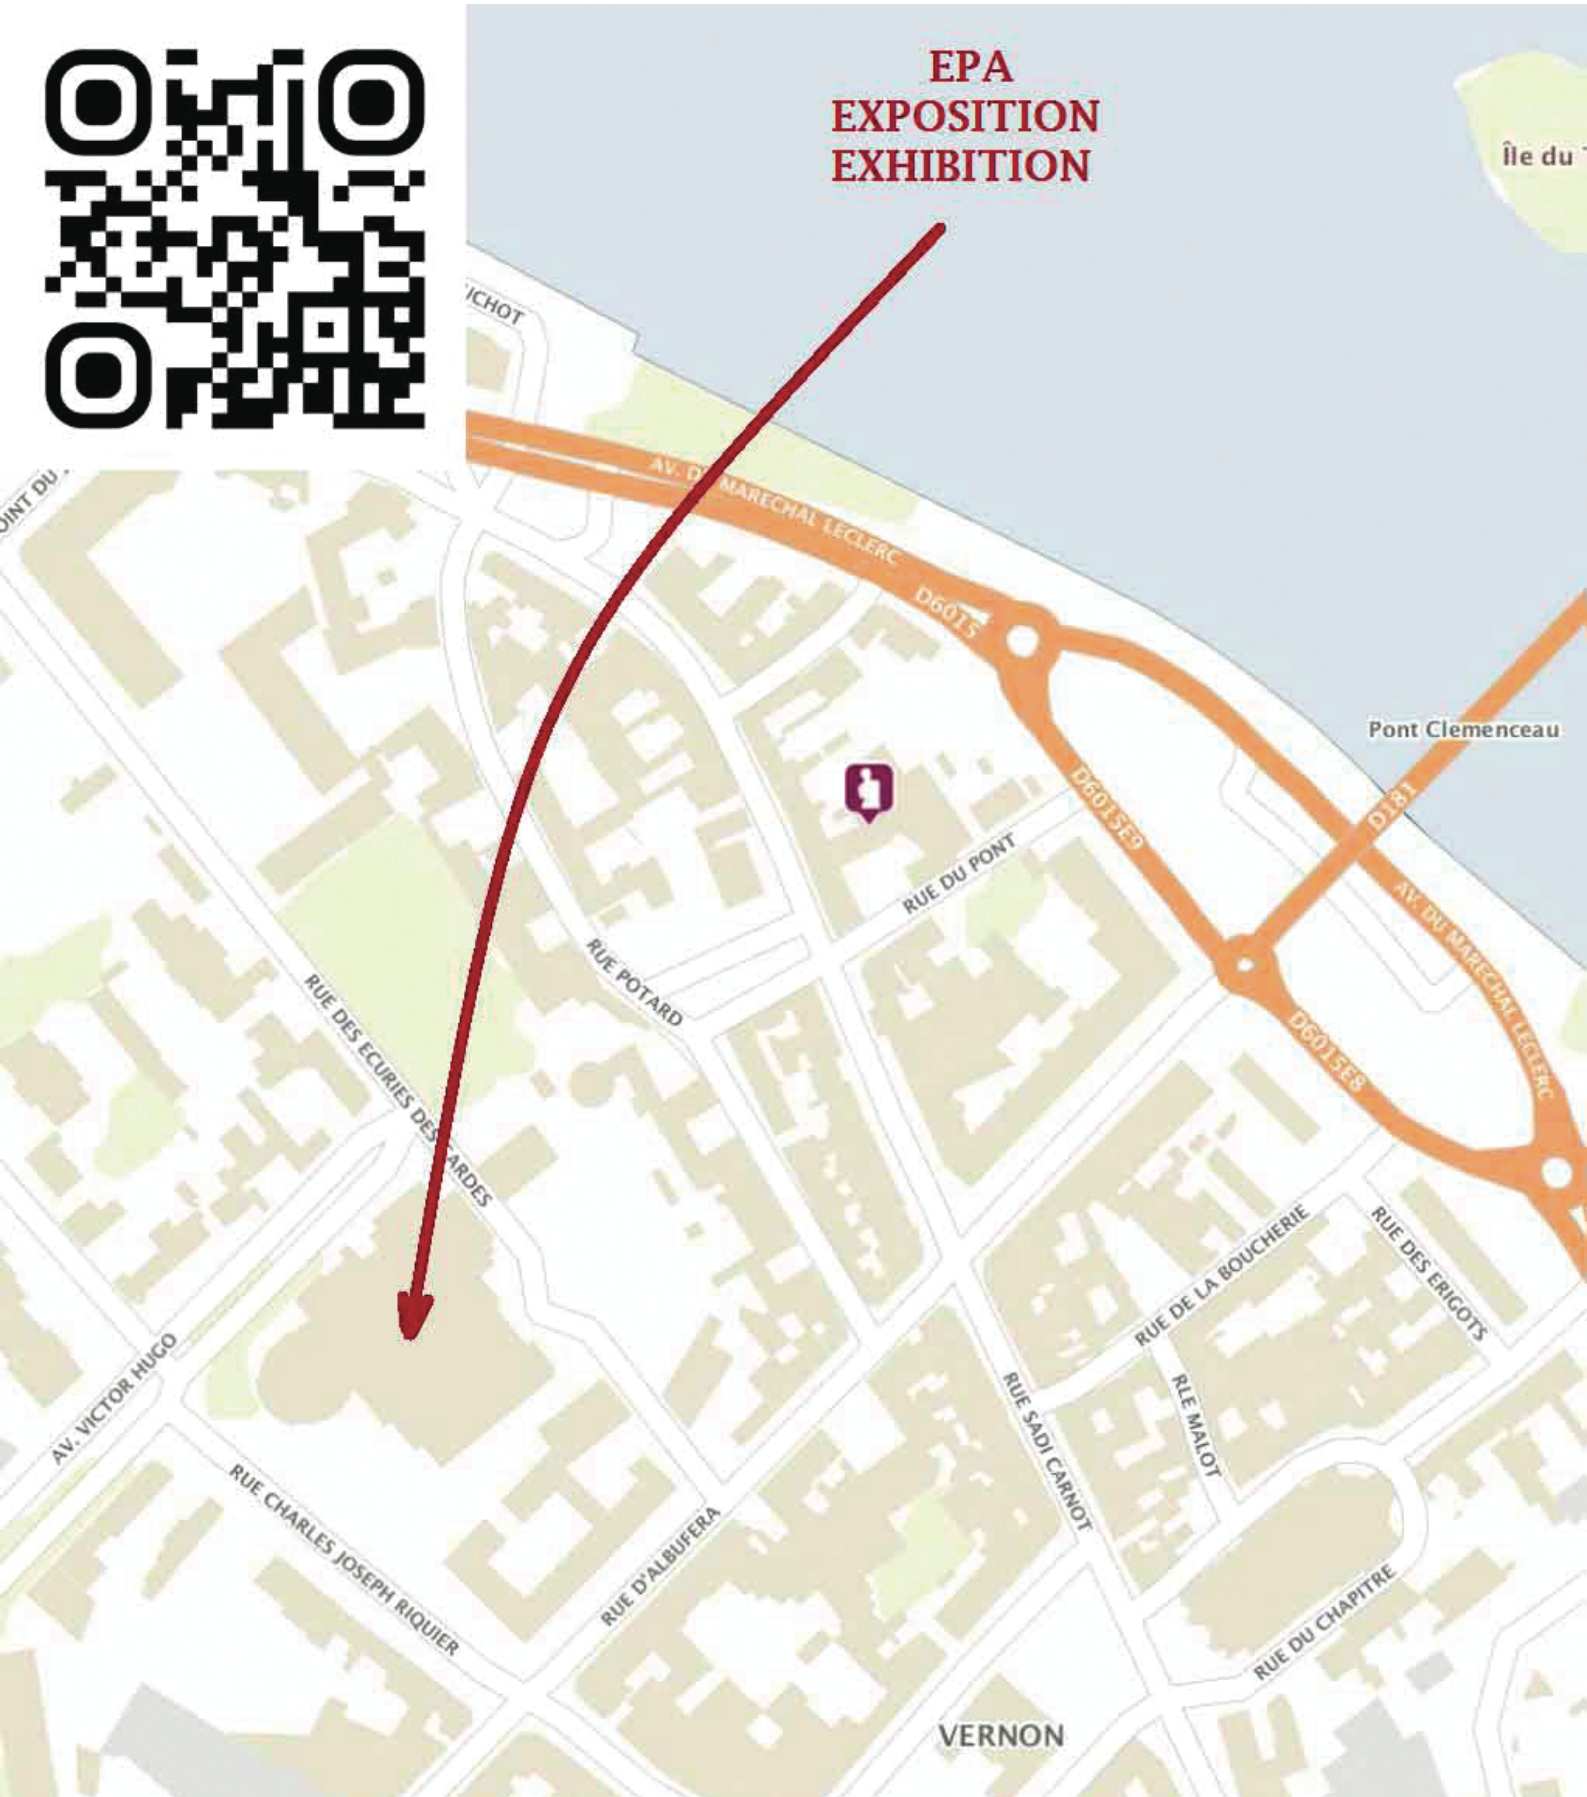 EPA
EXPOSITION
EXHIBITION
Île du
AV. DU MARECHAL LECLERC
D6015
Pont Clemenceau
D6015E9
D181
RUE DU PONT
AV. DU MARECHAL LECLERC
RUE POTARD
RUE DES ECURIES DES GARDES
D6015E8
RUE DE LA BOUCHERIE
RUE DES ERIGOTS
AV. VICTOR HUGO
RUE SADI CARNOT
RLE MALOT
RUE CHARLES JOSEPH RIQUIER
RUE D'ALBUFERA
RUE DU CHAPITRE
VERNON